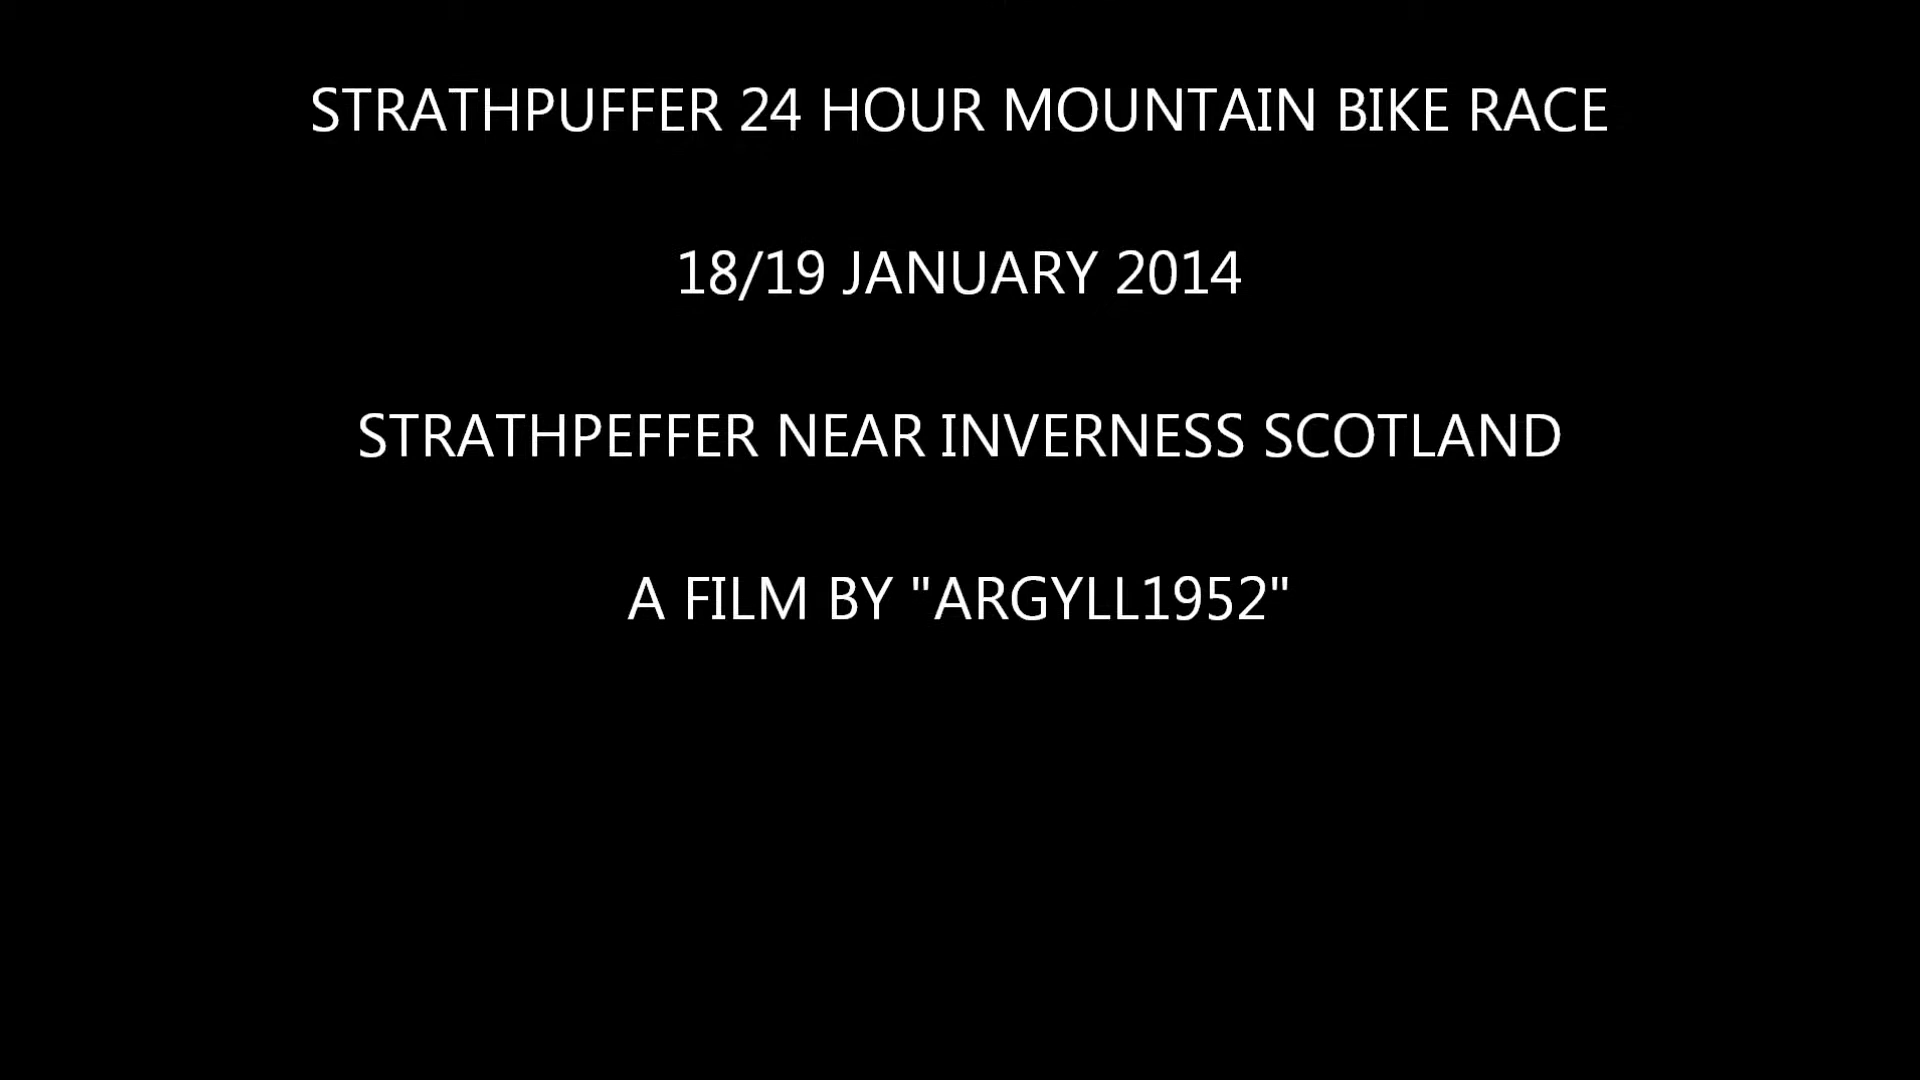 STRATHPUFFER 24 HOUR MOUNTAIN BIKE RACE
18/19 JANUARY 2014
STRATHPEFFER NEAR INVERNESS SCOTLAND
A FILM BY "ARGYLL1952"